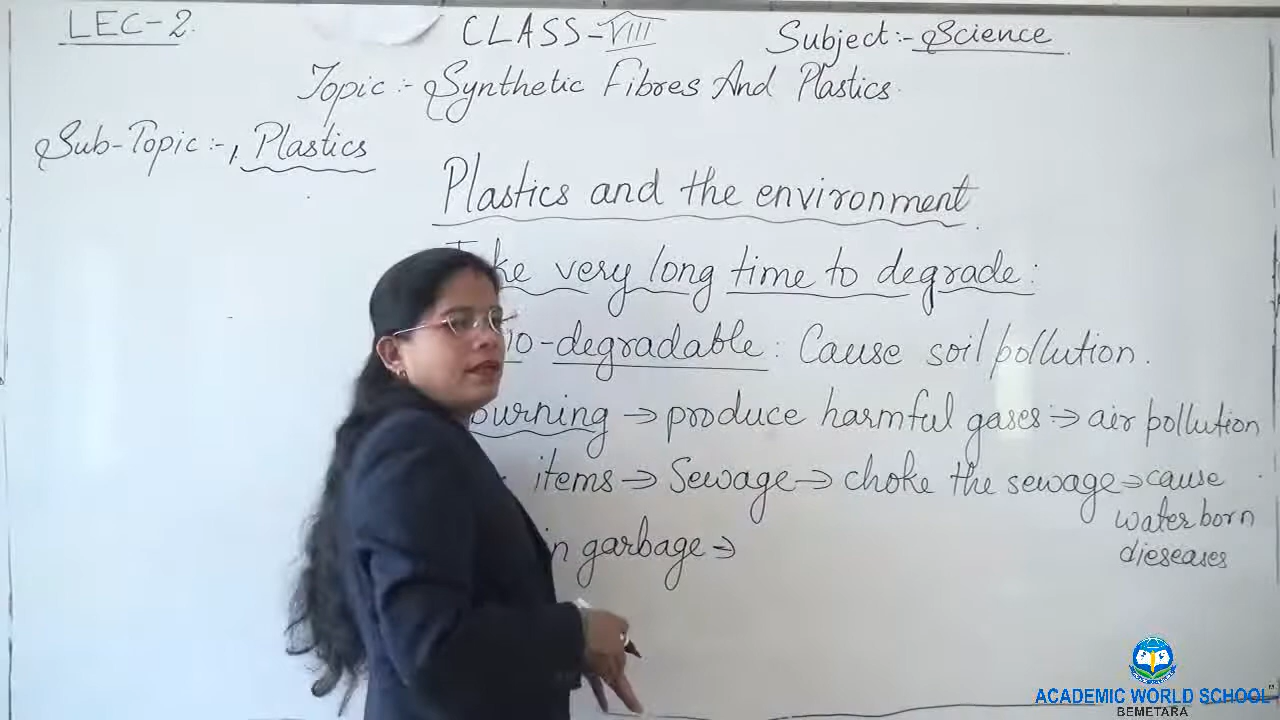 LEC-2.
CLASS-VIII
Subject:- Science
Topic:- Synthetic Fibres And Plastics.
Sub-Topic:-, Plastics
Plastics and the environment.
very long time to degrade:
-degradable: Cause soil pollution.
burning → produce harmful gases:→ air pollution
items → Sewage → choke the sewage → cause
water born
dieseases
in garbage →
ACADEMIC WORLD SCHOOL
BEMETARA